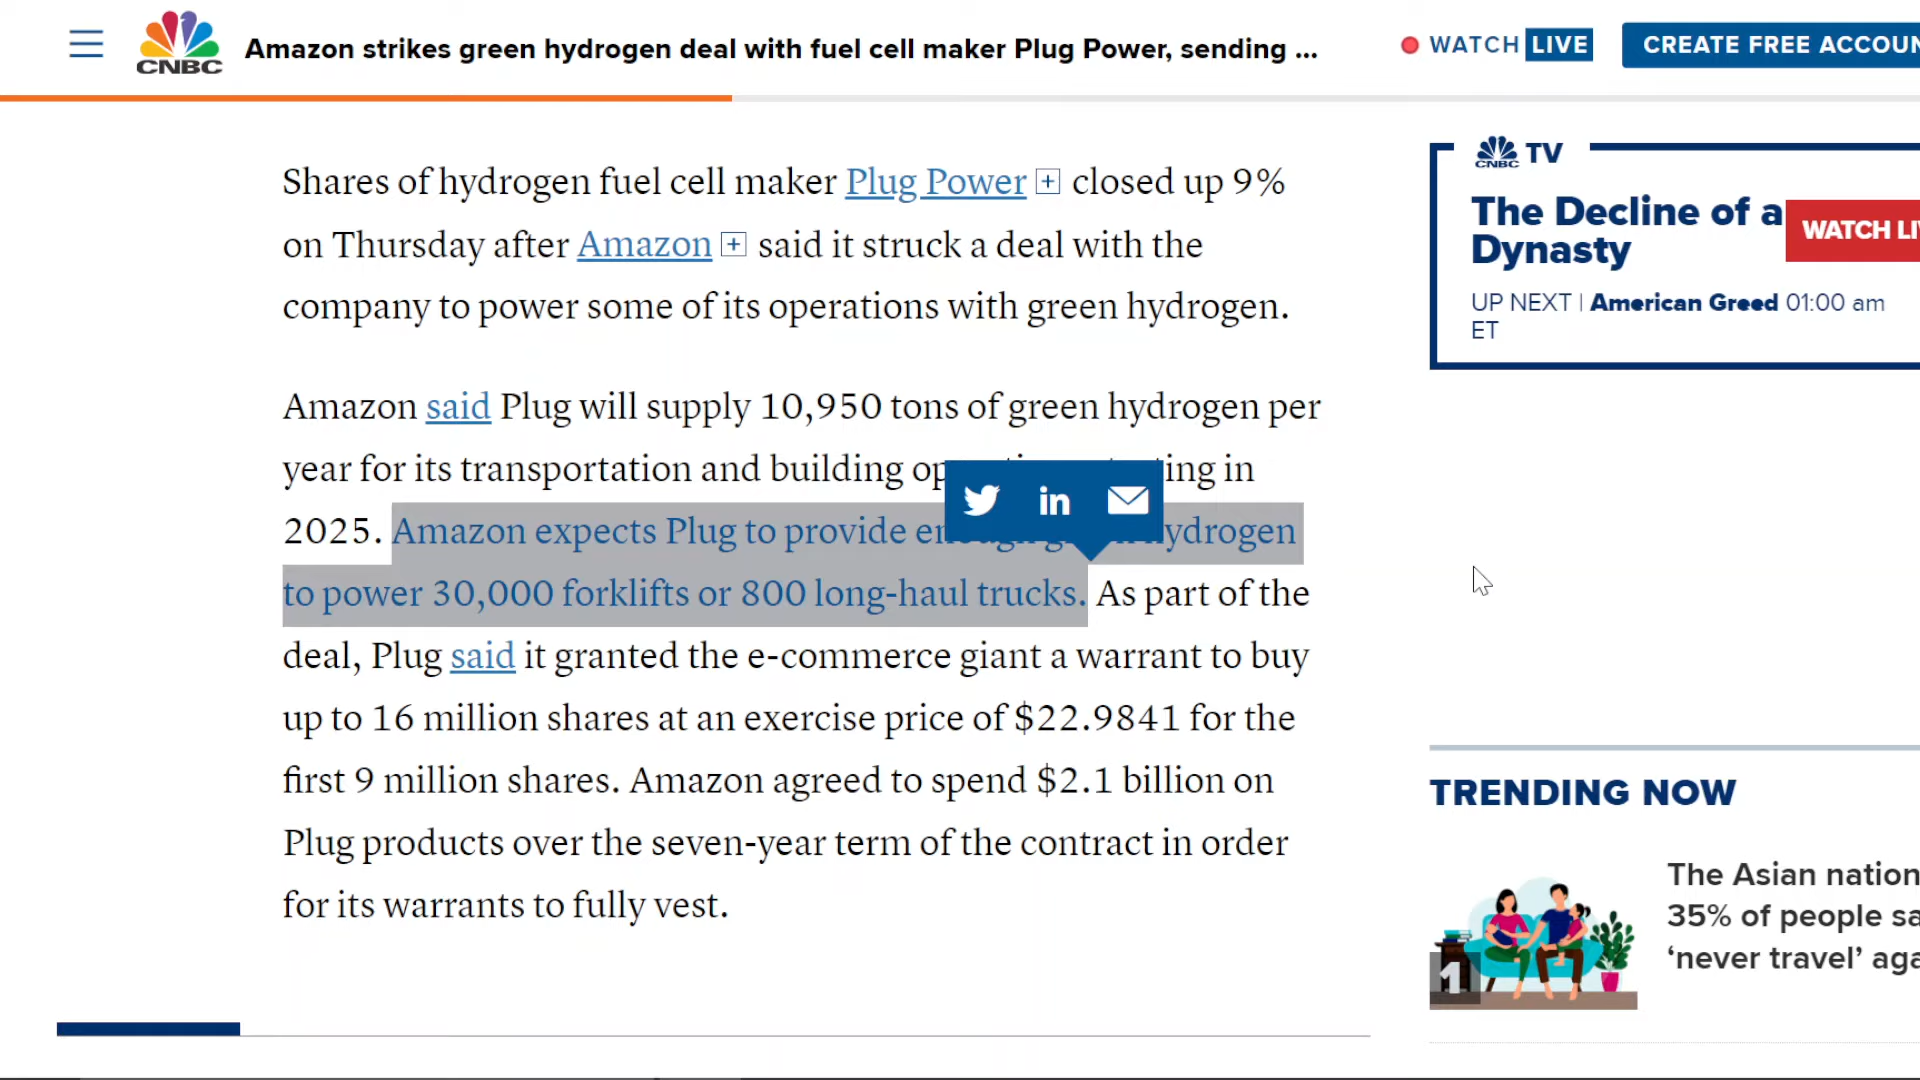 CNBC
Amazon strikes green hydrogen deal with fuel cell maker Plug Power, sending ...
WATCH LIVE
CREATE FREE
Shares of hydrogen fuel cell maker Plug Power + closed up 9%
on Thursday after Amazon + said it struck a deal with the
company to power some of its operations with green hydrogen.
Amazon said Plug will supply 10,950 tons of green hydrogen per
year for its transportation and building in
2025. Amazon expects Plug to provide
to power 30,000 forklifts or 800 long-haul trucks. As part of the
deal, Plug said it granted the e-commerce giant a warrant to buy
up to 16 million shares at an exercise price of $22.9841 for the
first 9 million shares. Amazon agreed to spend $2.1 billion on
Plug products over the seven-year term of the contract in order
for its warrants to fully vest.
in
CNBC TV
The Decline of a
Dynasty
WATCH
UP NEXT | American Greed 01:00 am
ET
TRENDING NOW
1
The Asian nation
35% of people
‘never travel’